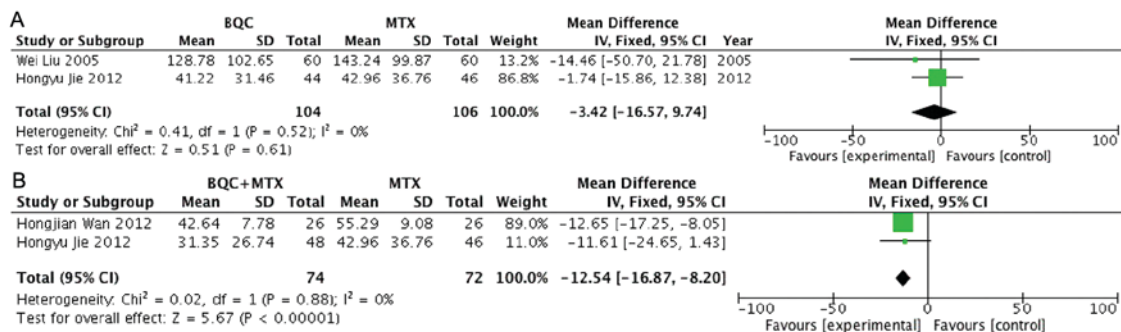 A
BQC MTX Mean Difference Mean Difference
Study or Subgroup Mean SD Total Mean SD Total Weight IV, Fixed, 95% CI Year IV, Fixed, 95% CI
Wei Liu 2005 128.78 102.65 60 143.24 99.87 60 13.2% -14.46 [-50.70, 21.78] 2005
Hongyu Jie 2012 41.22 31.46 44 42.96 36.76 46 86.8% -1.74 [-15.86, 12.38] 2012
Total (95% CI) 104 106 100.0% -3.42 [-16.57, 9.74]
Heterogeneity: Chi² = 0.41, df = 1 (P = 0.52); I² = 0%
Test for overall effect: Z = 0.51 (P = 0.61)
-100 -50 0 50 100
Favours [experimental] Favours [control]
B
BQC+MTX MTX Mean Difference Mean Difference
Study or Subgroup Mean SD Total Mean SD Total Weight IV, Fixed, 95% CI IV, Fixed, 95% CI
Hongjian Wan 2012 42.64 7.78 26 55.29 9.08 26 89.0% -12.65 [-17.25, -8.05]
Hongyu Jie 2012 31.35 26.74 48 42.96 36.76 46 11.0% -11.61 [-24.65, 1.43]
Total (95% CI) 74 72 100.0% -12.54 [-16.87, -8.20]
Heterogeneity: Chi² = 0.02, df = 1 (P = 0.88); I² = 0%
Test for overall effect: Z = 5.67 (P < 0.00001)
-100 -50 0 50 100
Favours [experimental] Favours [control]